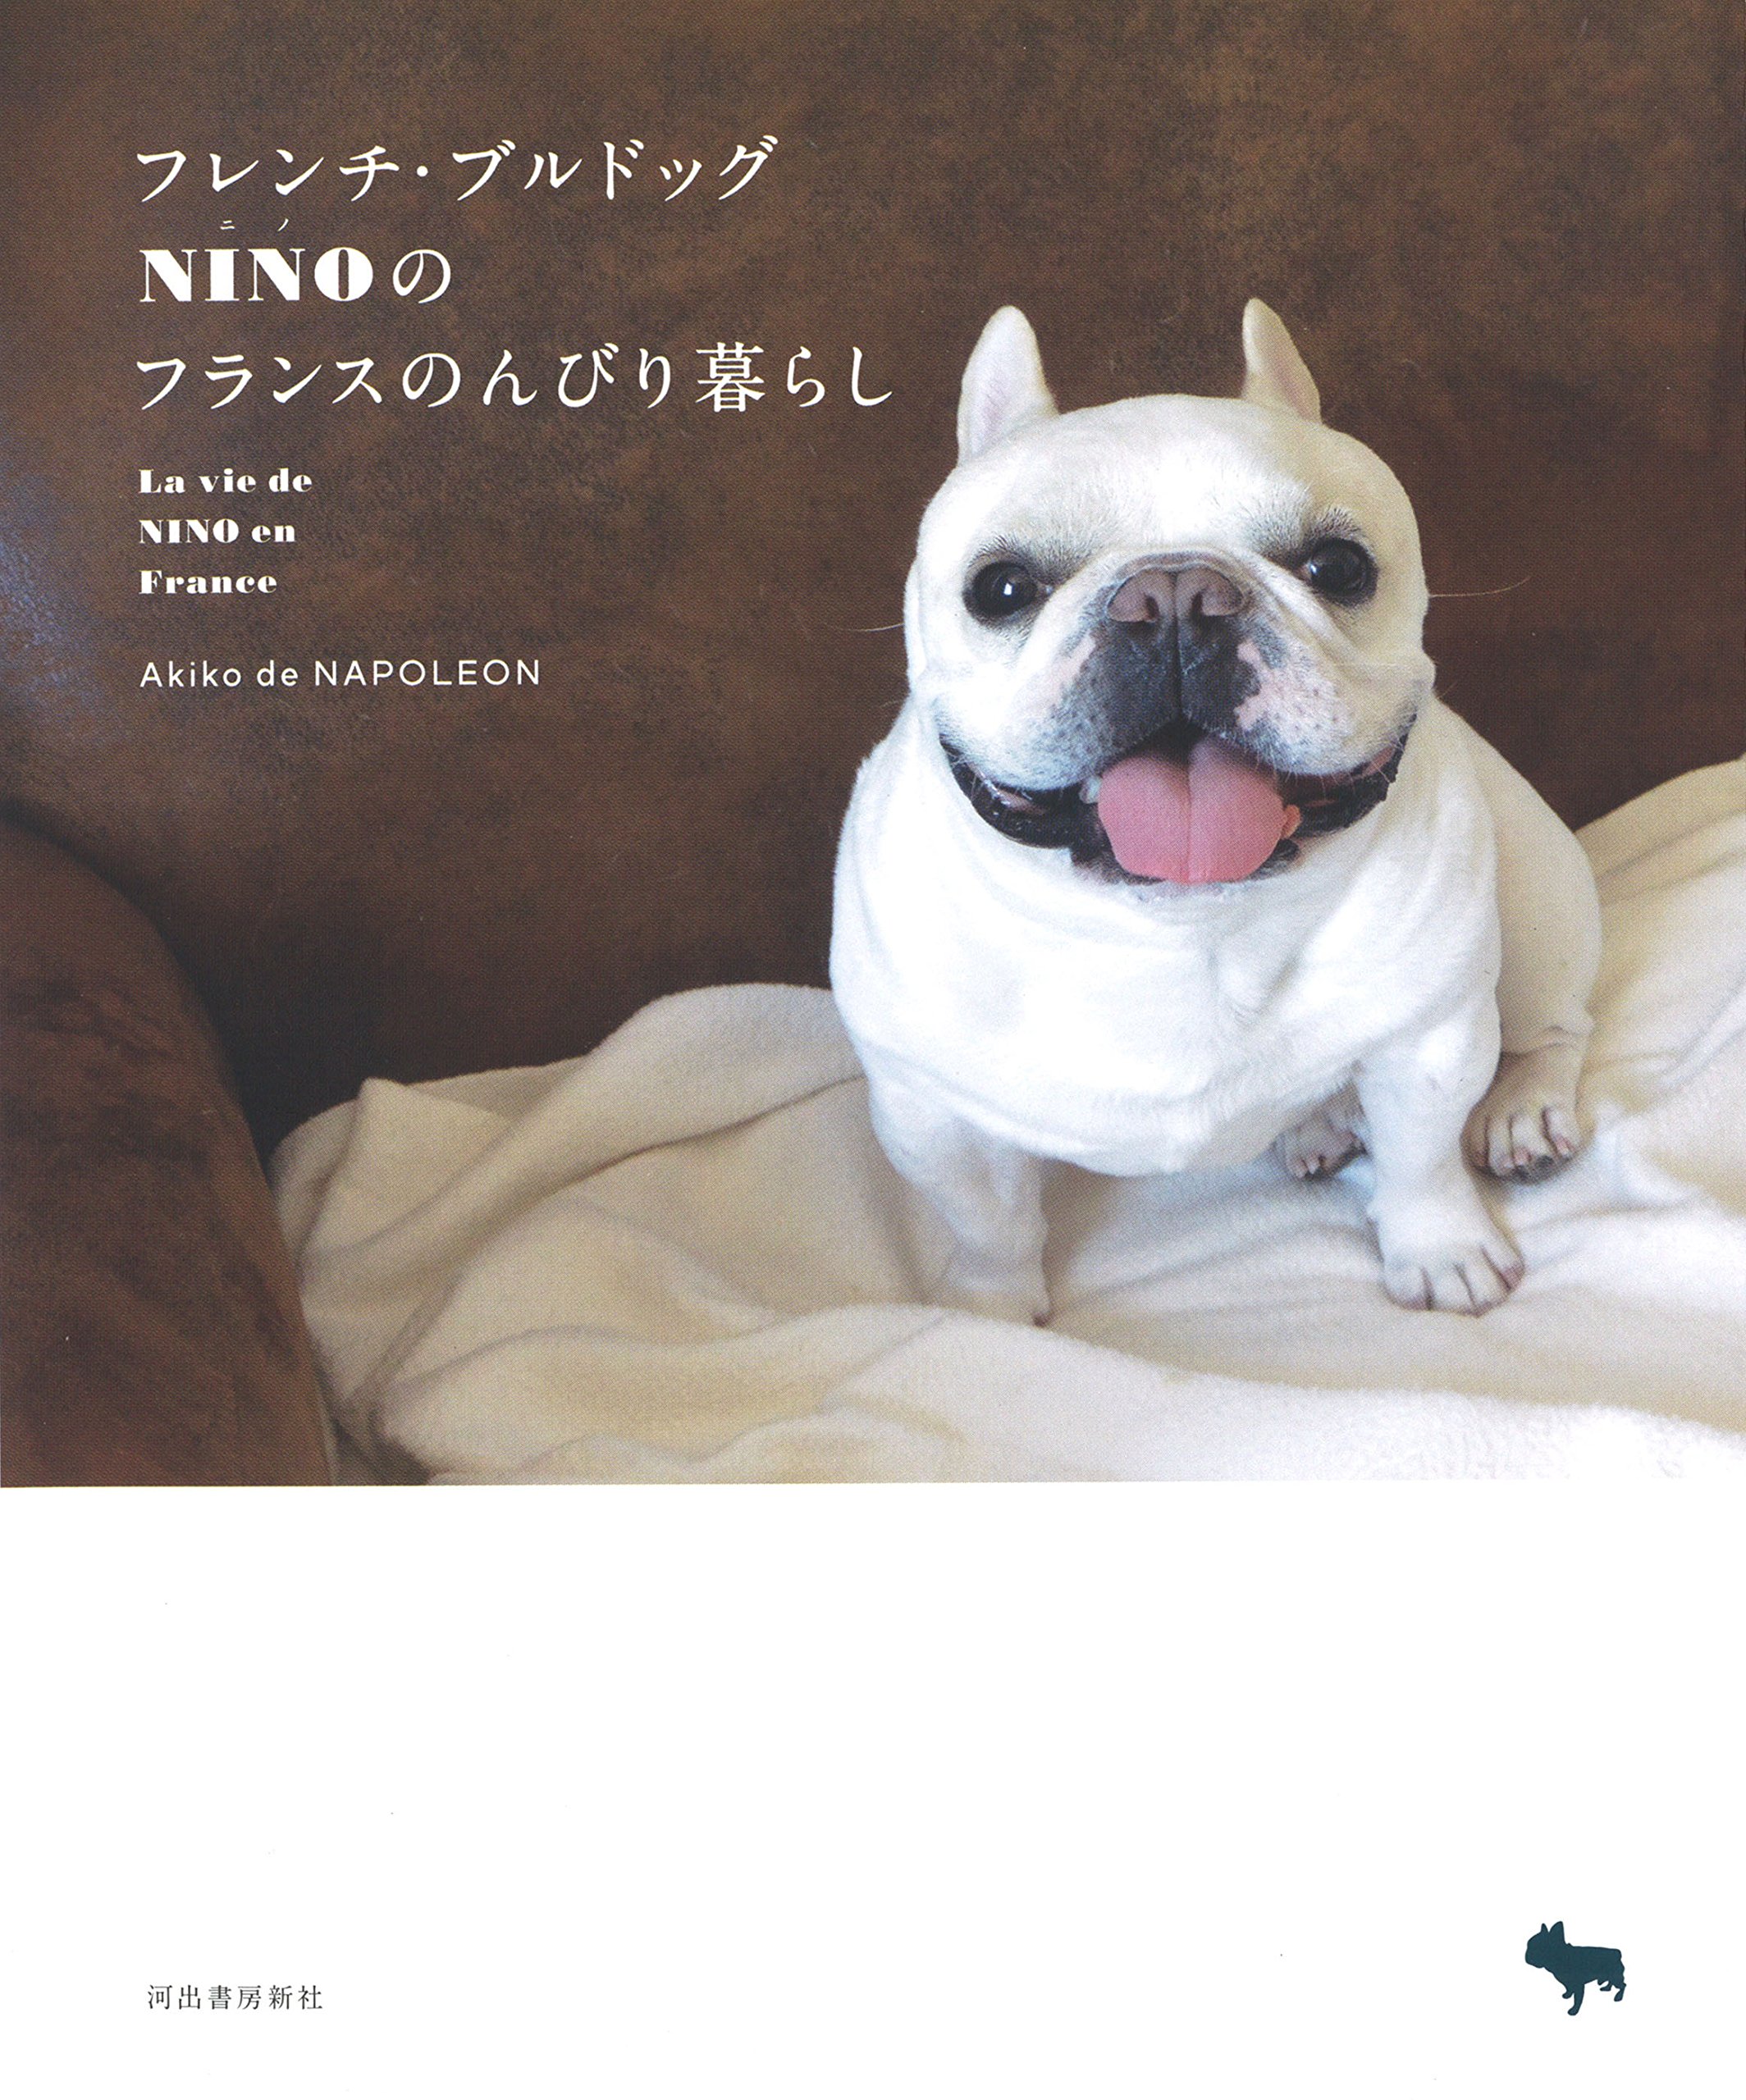 フレンチ・ブルドッグ
ニノ
NINOの
フランスのんびり暮らし
La vie de
NINO en
France
Akiko de NAPOLEON
河出書房新社